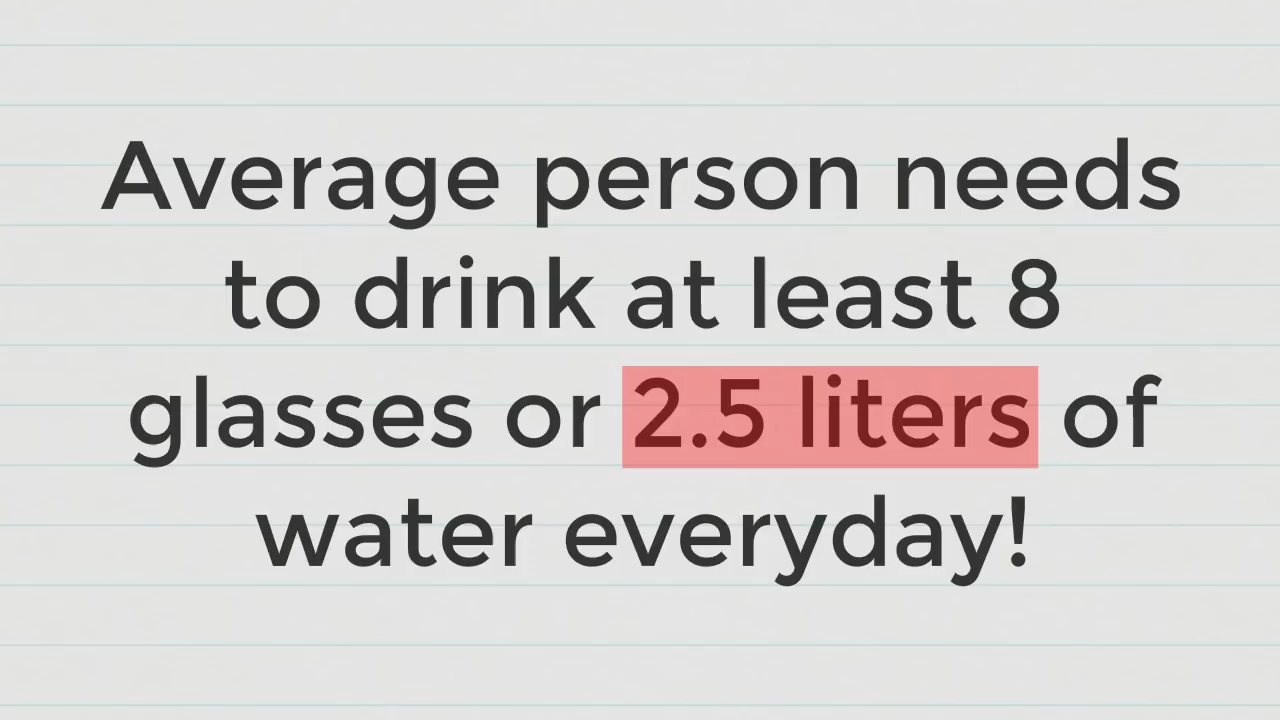 Average person needs
to drink at least 8
glasses or 2.5 liters of
water everyday!